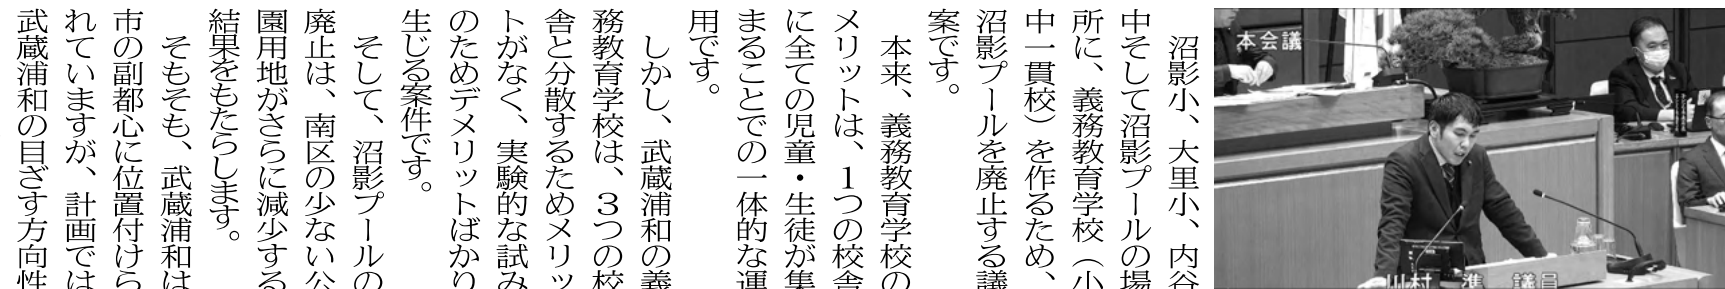 本会議
川村 準 議員
沼影小、大里小、内谷
中そして沼影プールの場
所に、義務教育学校（小
中一貫校）を作るため、
沼影プールを廃止する議
案です。
本来、義務教育学校の
メリットは、１つの校舎
に全ての児童・生徒が集
まることでの一体的な運
用です。
しかし、武蔵浦和の義
務教育学校は、３つの校
舎と分散するためメリッ
トがなく、実験的な試み
のためデメリットばかり
生じる案件です。
そして、沼影プールの
廃止は、南区の少ない公
園用地がさらに減少する
結果をもたらします。
そもそも、武蔵浦和は
市の副都心に位置付けら
れていますが、計画では
武蔵浦和の目ざす方向性